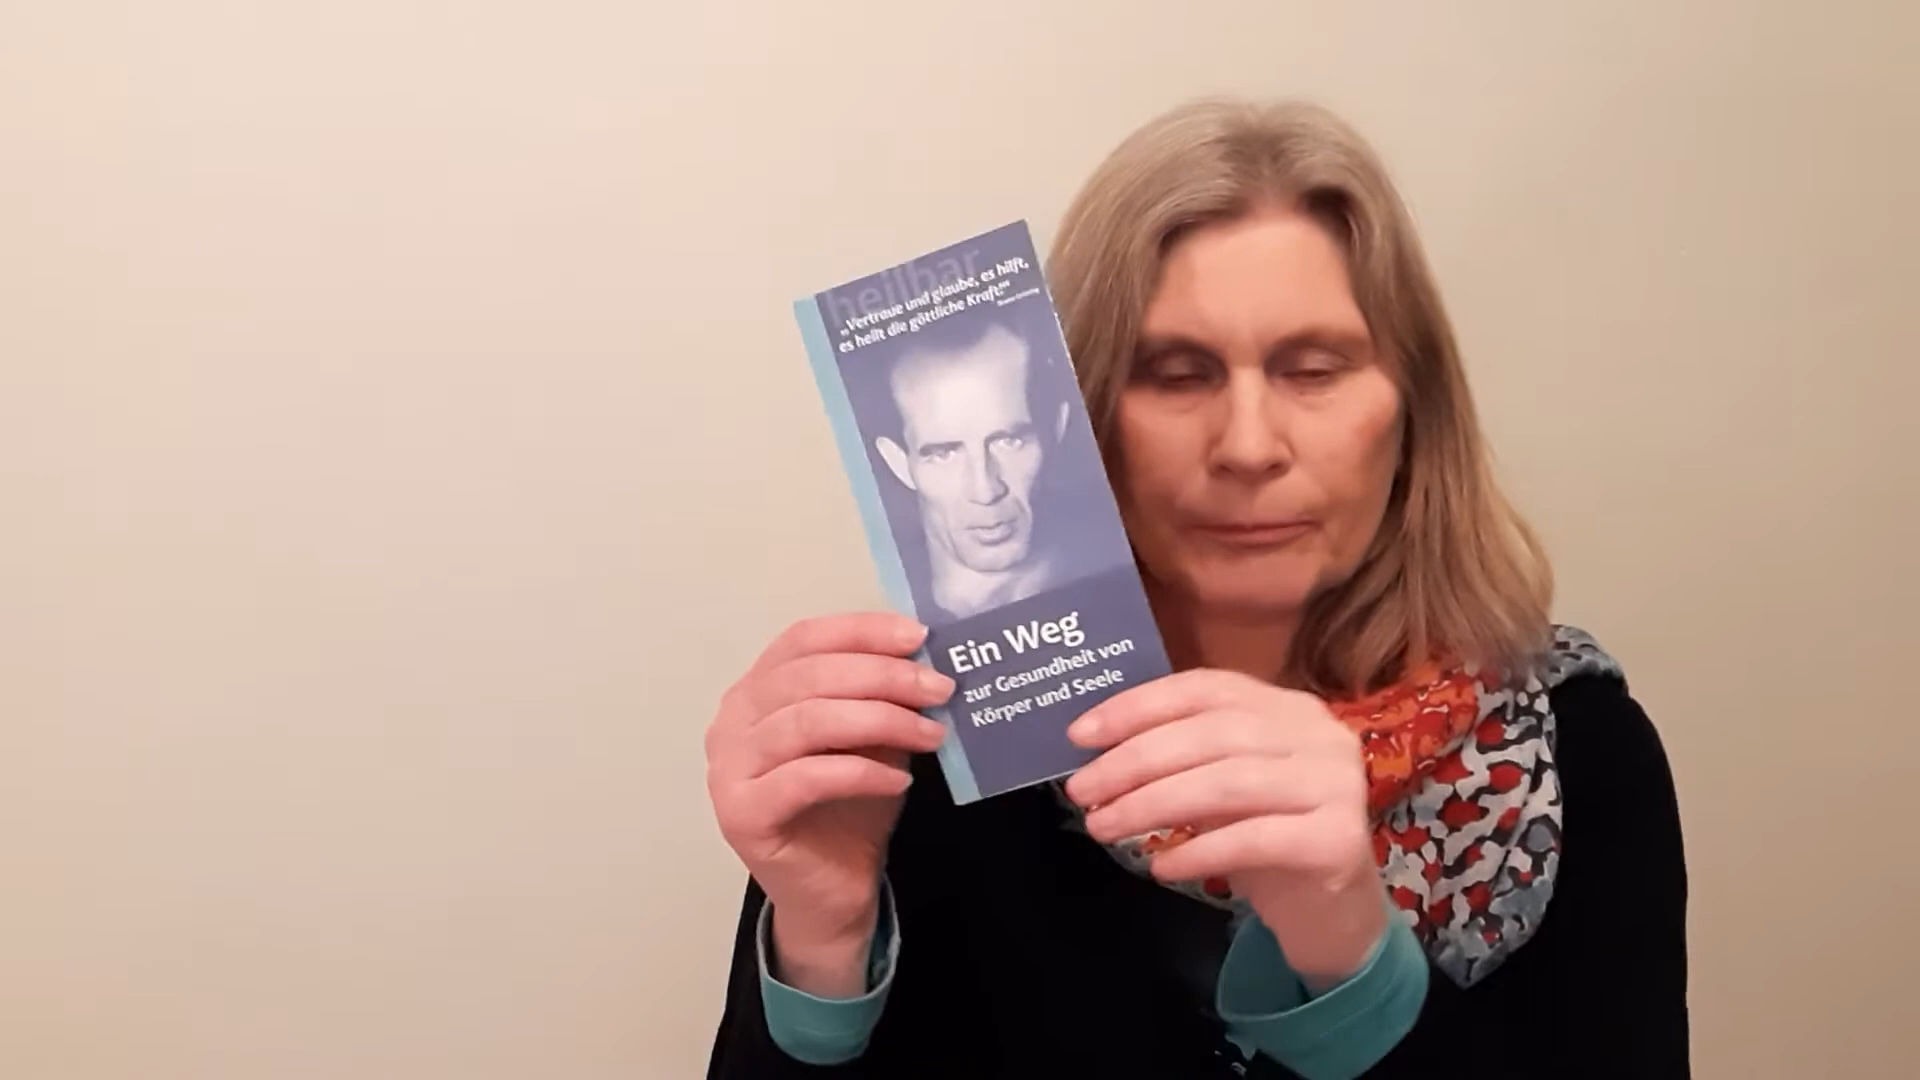 heilbar
„Vertraue und glaube, es hilft,
es heilt die göttliche Kraft!“
Ein Weg
zur Gesundheit von
Körper und Seele